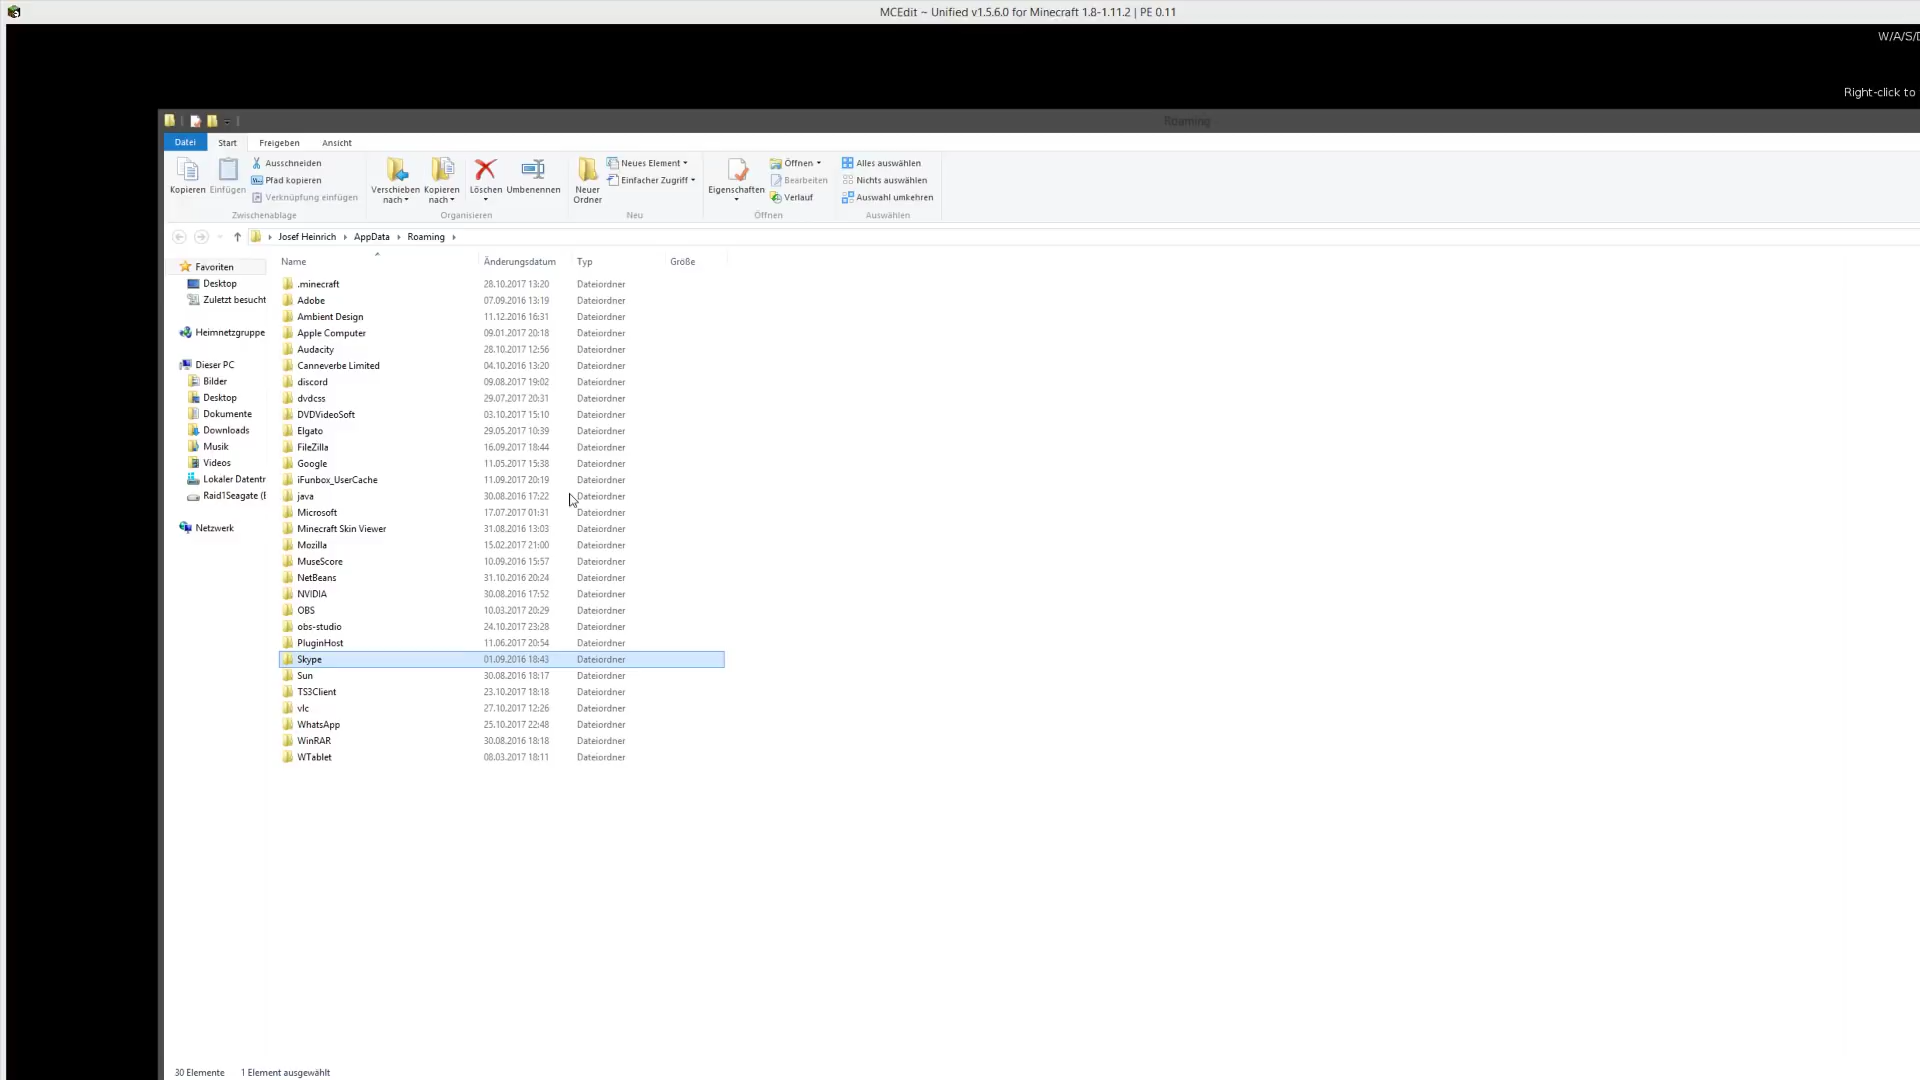 MCEdit ~ Unified v1.5.6.0 for Minecraft 1.8-1.11.2 | PE 0.11
W/A/S/D
Right-click to
Roaming
Datei Start Freigeben Ansicht
Kopieren
Einfügen
Ausschneiden
Pfad kopieren
Verknüpfung einfügen
Zwischenablage
Verschieben nach
Kopieren nach
Löschen
Umbenennen
Organisieren
Neuer Ordner
Neues Element
Einfacher Zugriff
Neu
Eigenschaften
Öffnen
Bearbeiten
Verlauf
Öffnen
Alles auswählen
Nichts auswählen
Auswahl umkehren
Auswählen
Josef Heinrich AppData Roaming
Favoriten
Desktop
Zuletzt besucht
Heimnetzgruppe
Dieser PC
Bilder
Desktop
Dokumente
Downloads
Musik
Videos
Lokaler Datentr
Raid1Seagate (E
Netzwerk
Name Änderungsdatum Typ Größe
.minecraft 28.10.2017 13:20 Dateiordner
Adobe 07.09.2016 13:19 Dateiordner
Ambient Design 11.12.2016 16:31 Dateiordner
Apple Computer 09.01.2017 20:18 Dateiordner
Audacity 28.10.2017 12:56 Dateiordner
Canneverbe Limited 04.10.2016 13:20 Dateiordner
discord 09.08.2017 19:02 Dateiordner
dvdcss 29.07.2017 20:31 Dateiordner
DVDVideoSoft 03.10.2017 15:10 Dateiordner
Elgato 29.05.2017 10:39 Dateiordner
FileZilla 16.09.2017 18:44 Dateiordner
Google 11.05.2017 15:38 Dateiordner
iFunbox_UserCache 11.09.2017 20:19 Dateiordner
java 30.08.2016 17:22 Dateiordner
Microsoft 17.07.2017 01:31 Dateiordner
Minecraft Skin Viewer 31.08.2016 13:03 Dateiordner
Mozilla 15.02.2017 21:00 Dateiordner
MuseScore 10.09.2016 15:57 Dateiordner
NetBeans 31.10.2016 20:24 Dateiordner
NVIDIA 30.08.2016 17:52 Dateiordner
OBS 10.03.2017 20:29 Dateiordner
obs-studio 24.10.2017 23:28 Dateiordner
PluginHost 11.06.2017 20:54 Dateiordner
Skype 01.09.2016 18:43 Dateiordner
Sun 30.08.2016 18:17 Dateiordner
TS3Client 23.10.2017 18:18 Dateiordner
vlc 27.10.2017 12:26 Dateiordner
WhatsApp 25.10.2017 22:48 Dateiordner
WinRAR 30.08.2016 18:18 Dateiordner
WTablet 08.03.2017 18:11 Dateiordner
30 Elemente 1 Element ausgewählt